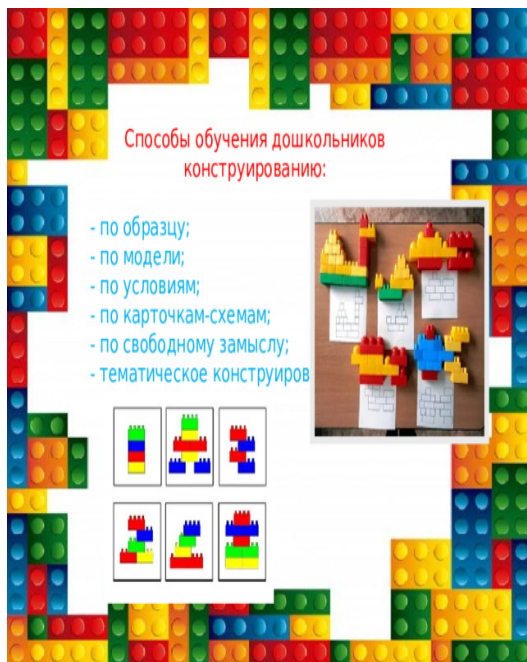 Способы обучения дошкольников
конструированию:
- по образцу;
- по модели;
- по условиям;
- по карточкам-схемам;
- по свободному замыслу;
- тематическое конструиров